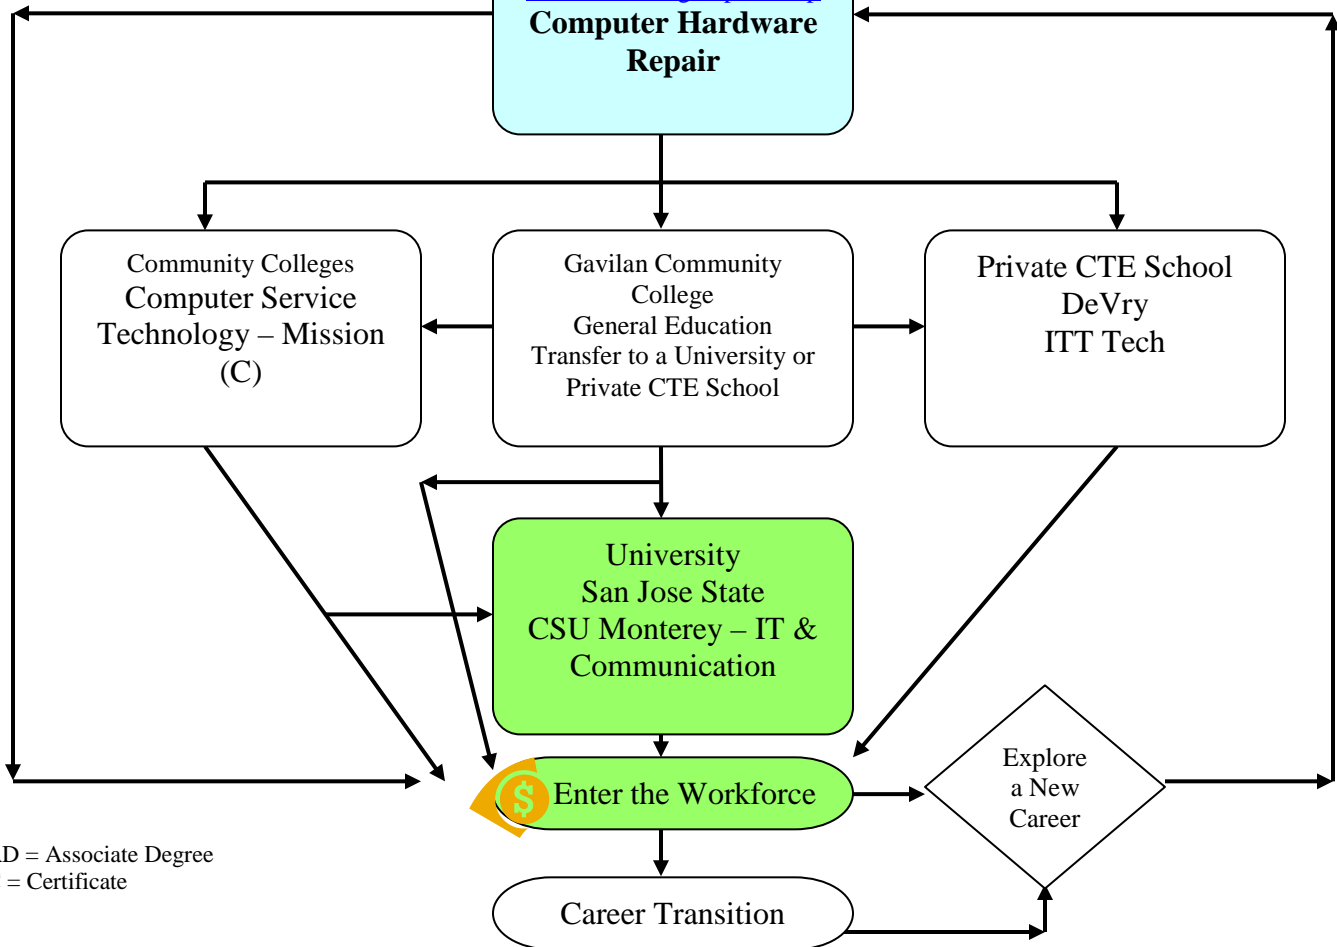 Computer Hardware
Repair
Community Colleges
Computer Service
Technology – Mission
(C)
Gavilan Community
College
General Education
Transfer to a University or
Private CTE School
Private CTE School
DeVry
ITT Tech
University
San Jose State
CSU Monterey – IT &
Communication
$
Enter the Workforce
Explore
a New
Career
= Associate Degree
= Certificate
Career Transition